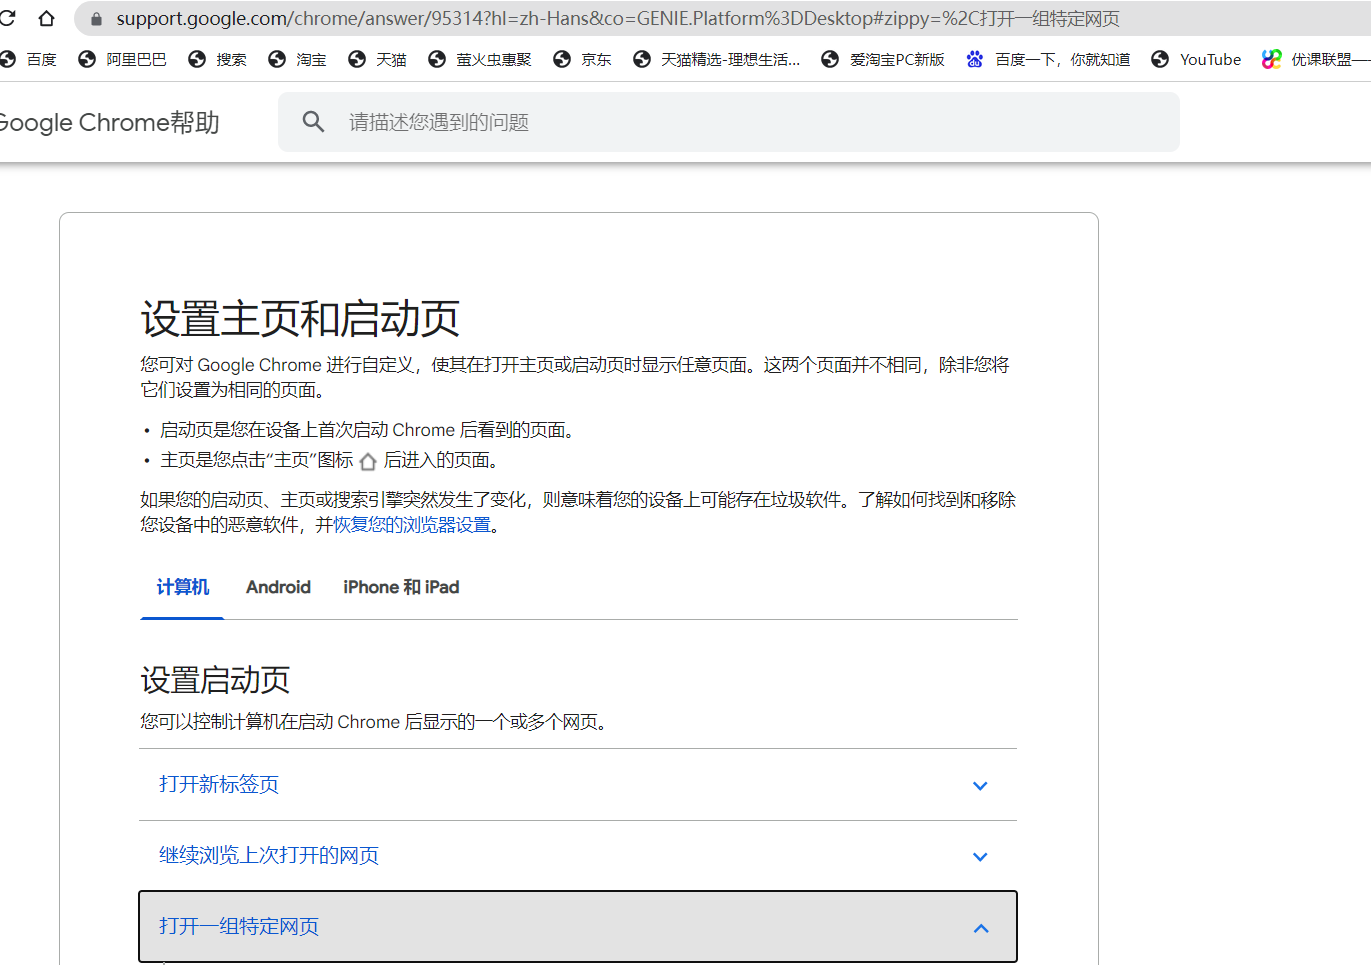 support.google.com/chrome/answer/95314?hl=zh-Hans&co=GENIE.Platform%3DDesktop#zippy=%2C打开一组特定网页
百度 阿里巴巴 搜索 淘宝 天猫 萤火虫惠聚 京东 天猫精选-理想生活... 爱淘宝PC新版 百度一下，你就知道 YouTube 优课联盟—
Google Chrome帮助
请描述您遇到的问题
设置主页和启动页
您可对 Google Chrome 进行自定义，使其在打开主页或启动页时显示任意页面。这两个页面并不相同，除非您将
它们设置为相同的页面。
• 启动页是您在设备上首次启动 Chrome 后看到的页面。
• 主页是您点击“主页”图标 后进入的页面。
如果您的启动页、主页或搜索引擎突然发生了变化，则意味着您的设备上可能存在垃圾软件。了解如何找到和移除
您设备中的恶意软件，并恢复您的浏览器设置。
计算机 Android iPhone 和 iPad
设置启动页
您可以控制计算机在启动 Chrome 后显示的一个或多个网页。
打开新标签页
继续浏览上次打开的网页
打开一组特定网页